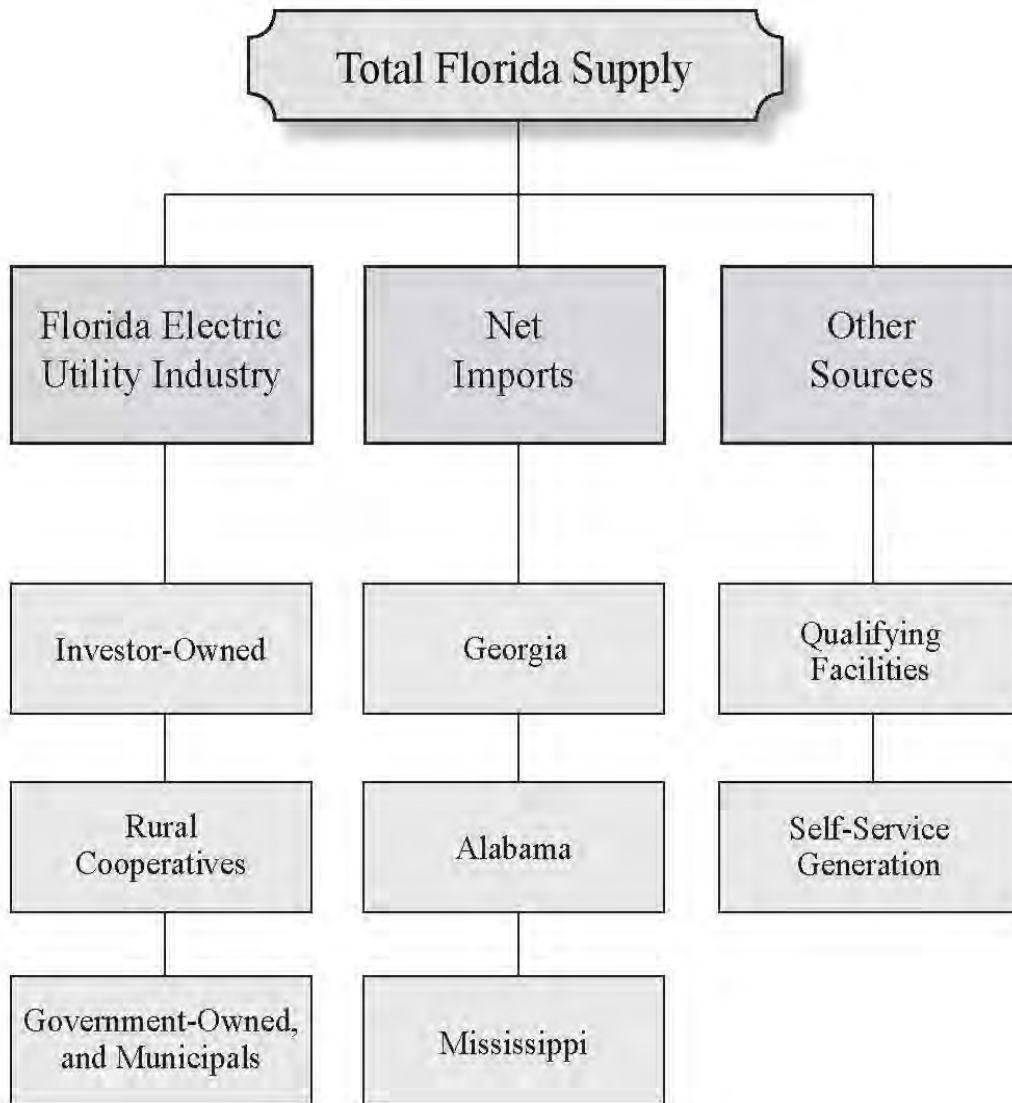 Total Florida Supply
Florida Electric
Utility Industry
Net
Imports
Other
Sources
Investor-Owned
Georgia
Qualifying
Facilities
Rural
Cooperatives
Alabama
Self-Service
Generation
Government-Owned,
and Municipals
Mississippi